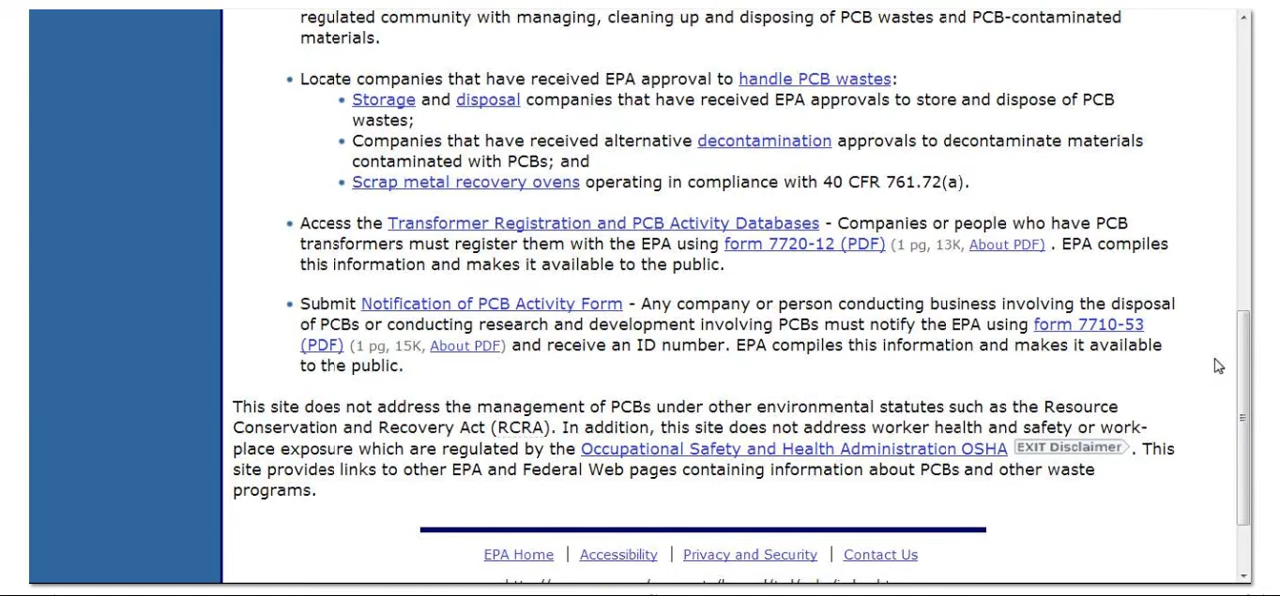 regulated community with managing, cleaning up and disposing of PCB wastes and PCB-contaminated
materials.
Locate companies that have received EPA approval to handle PCB wastes:
Storage and disposal companies that have received EPA approvals to store and dispose of PCB
wastes;
Companies that have received alternative decontamination approvals to decontaminate materials
contaminated with PCBs; and
Scrap metal recovery ovens operating in compliance with 40 CFR 761.72(a).
Access the Transformer Registration and PCB Activity Databases - Companies or people who have PCB
transformers must register them with the EPA using form 7720-12 (PDF) (1 pg, 13K, About PDF) . EPA compiles
this information and makes it available to the public.
Submit Notification of PCB Activity Form - Any company or person conducting business involving the disposal
of PCBs or conducting research and development involving PCBs must notify the EPA using form 7710-53
(PDF) (1 pg, 15K, About PDF) and receive an ID number. EPA compiles this information and makes it available
to the public.
This site does not address the management of PCBs under other environmental statutes such as the Resource
Conservation and Recovery Act (RCRA). In addition, this site does not address worker health and safety or work-
place exposure which are regulated by the Occupational Safety and Health Administration OSHA EXIT Disclaimer . This
site provides links to other EPA and Federal Web pages containing information about PCBs and other waste
programs.
EPA Home | Accessibility | Privacy and Security | Contact Us